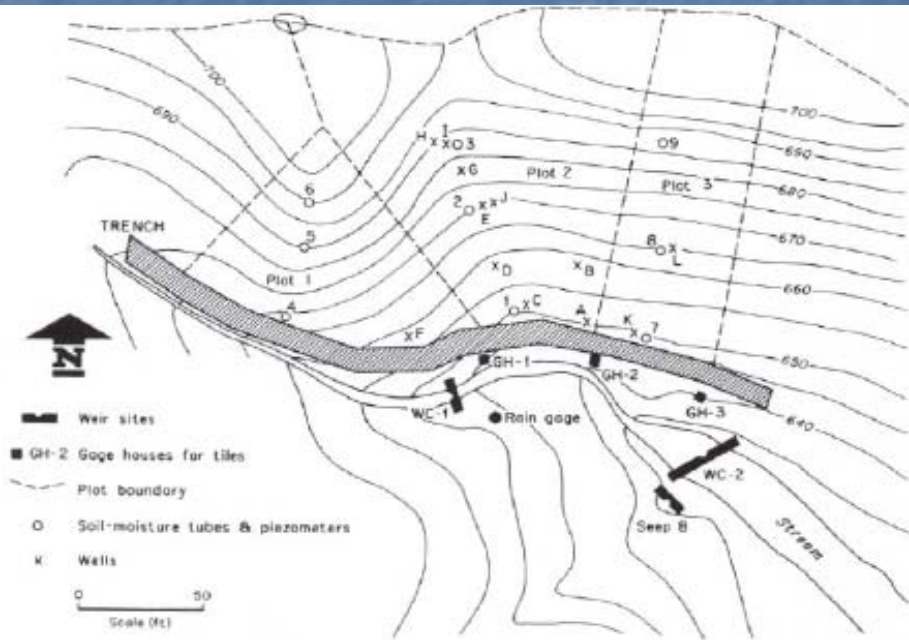 700
690
700
H I
3
9
690
G
Plot 2
Plot 3
680
6
2
J
E
670
TRENCH
5
8
L
Plot 1
D
B
660
4
1
C
A
K
7
F
650
N
GH-1
GH-2
GH-3
640
WC-1
Rain gage
Weir sites
GH-2 Gage houses for tiles
WC-2
Plot boundary
Seep 8
Stream
O Soil-moisture tubes & piezometers
x Wells
0 50
Scale (ft)